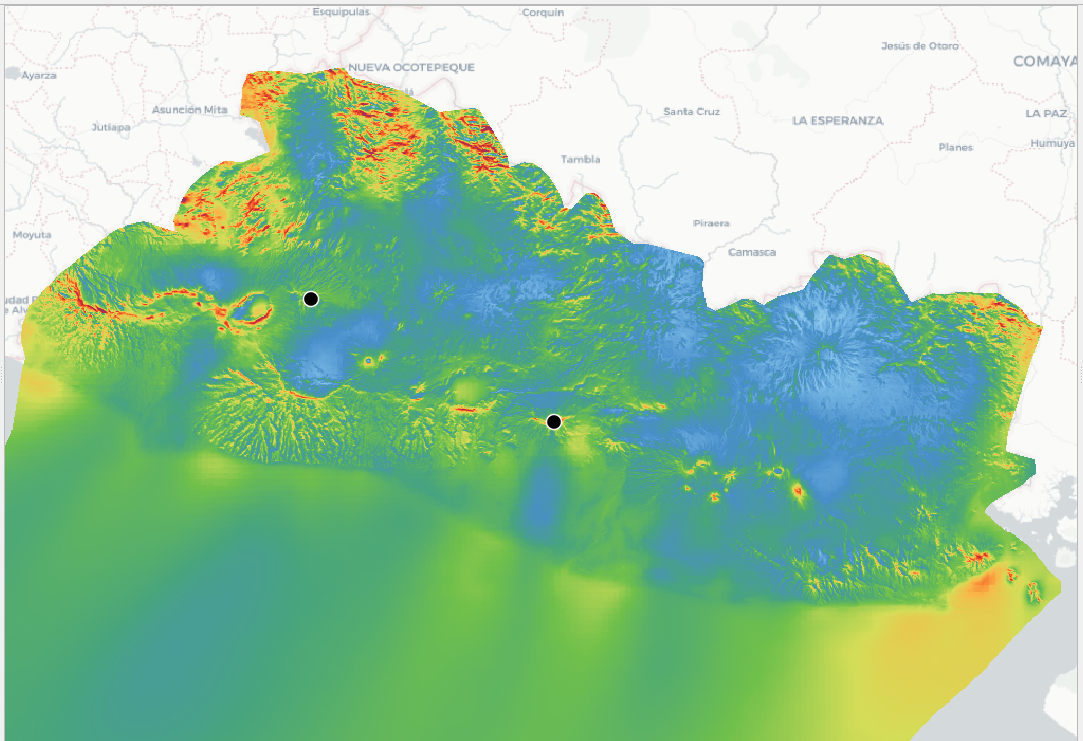 Esquipulas
Corquín
Jesús de Otoro
COMAYA
NUEVA OCOTEPEQUE
Ayarza
Asunción Mita
Santa Cruz
LA ESPERANZA
LA PAZ
Jutiapa
Planes
Humuya
Tambla
Moyuta
Piraera
Camasca
udad P
e Alv